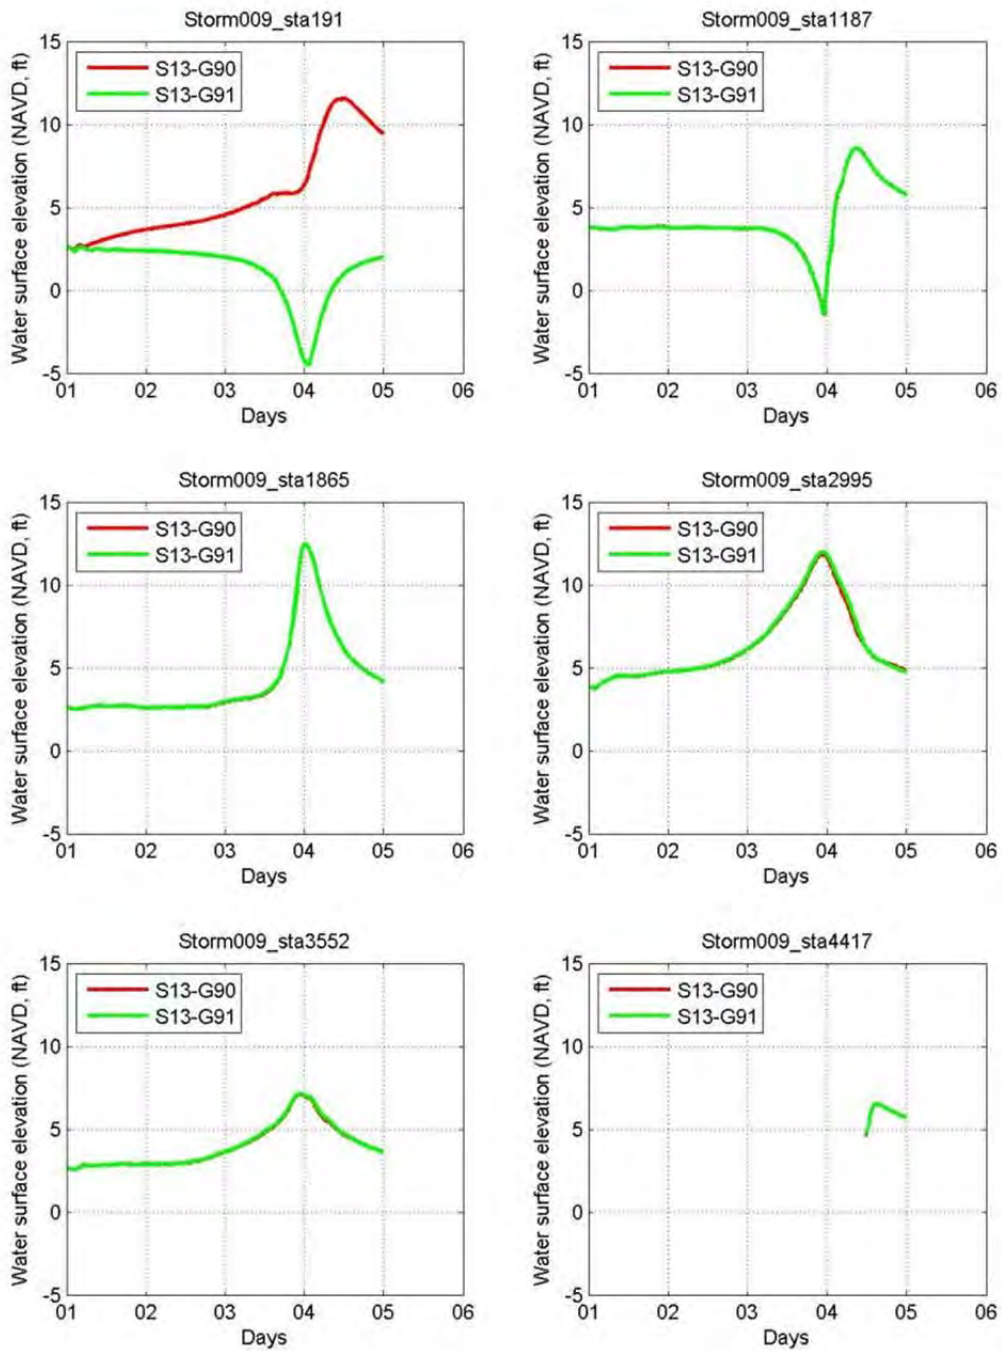 Storm009_sta191
Water surface elevation (NAVD, ft)
15
10
5
0
-5
S13-G90
S13-G91
01 02 03 04 05 06
Days
Storm009_sta1187
Water surface elevation (NAVD, ft)
15
10
5
0
-5
S13-G90
S13-G91
01 02 03 04 05 06
Days
Storm009_sta1865
Water surface elevation (NAVD, ft)
15
10
5
0
-5
S13-G90
S13-G91
01 02 03 04 05 06
Days
Storm009_sta2995
Water surface elevation (NAVD, ft)
15
10
5
0
-5
S13-G90
S13-G91
01 02 03 04 05 06
Days
Storm009_sta3552
Water surface elevation (NAVD, ft)
15
10
5
0
-5
S13-G90
S13-G91
01 02 03 04 05 06
Days
Storm009_sta4417
Water surface elevation (NAVD, ft)
15
10
5
0
-5
S13-G90
S13-G91
01 02 03 04 05 06
Days